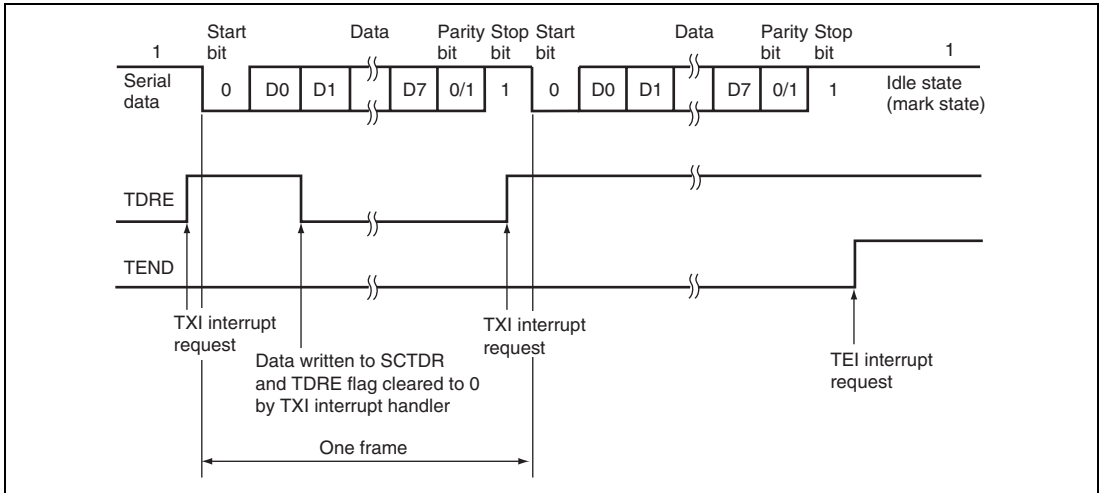 Start bit
Data
Parity bit
Stop bit
Start bit
Data
Parity bit
Stop bit
1
1
Serial data
0
D0
D1
D7
0/1
1
0
D0
D1
D7
0/1
1
Idle state
(mark state)
TDRE
TEND
TXI interrupt
request
Data written to SCTDR
and TDRE flag cleared to 0
by TXI interrupt handler
TXI interrupt
request
TEI interrupt
request
One frame